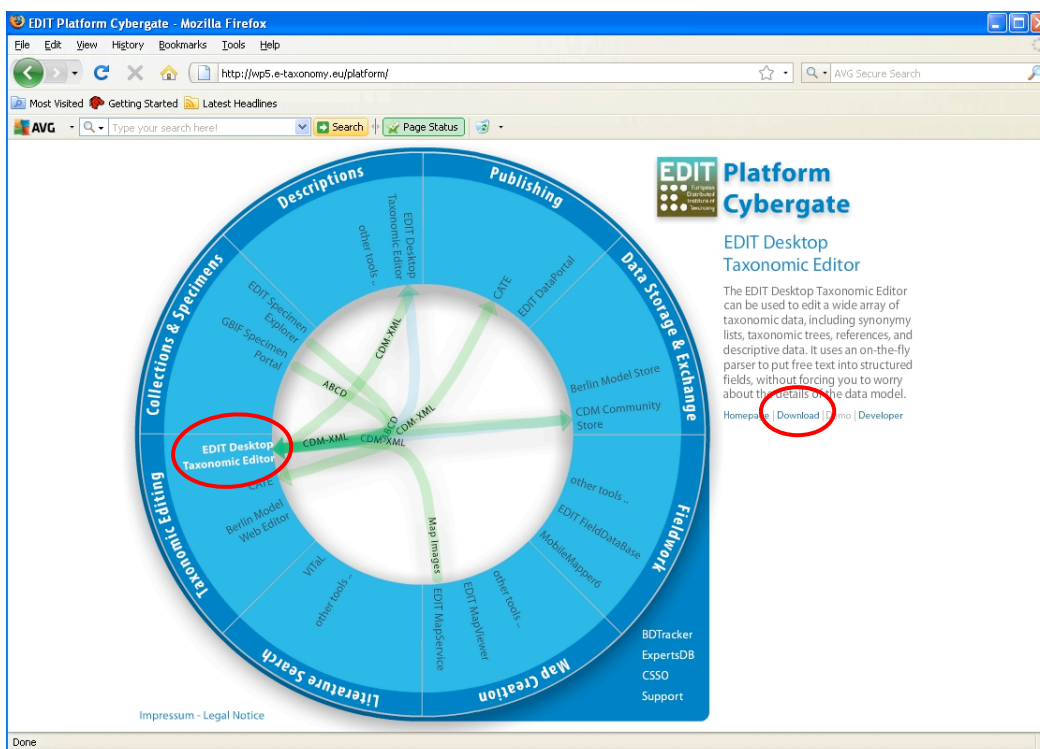 EDIT Platform Cybergate - Mozilla Firefox
File Edit View History Bookmarks Tools Help
http://wp5.e-taxonomy.eu/platform/
AVG Secure Search
Most Visited Getting Started Latest Headlines
AVG Type your search here! Search Page Status
Descriptions
Publishing
Data Storage & Exchange
Fieldwork
Map Creation
Literature Search
Taxonomic Editing
Collections & Specimens
other tools ..
EDIT Desktop
Taxonomic Editor
CATE
EDIT DataPortal
Berlin Model Store
CDM Community
Store
other tools ..
EDIT FieldDataBase
MobileMapper6
other tools ..
EDIT MapViewer
EDIT MapService
other tools ..
ViTaL
Berlin Model
Web Editor
CATE
EDIT Desktop
Taxonomic Editor
GBIF Specimen
Portal
EDIT Specimen
Explorer
CDM-XML
ABCD
ABCD
CDM-XML
CDM-XML
CDM-XML
Map Images
BDTracker
ExpertsDB
CSSO
Support
Impressum - Legal Notice
EDIT
European
Distributed
Institute of
Taxonomy
Platform
Cybergate
EDIT Desktop
Taxonomic Editor
The EDIT Desktop Taxonomic Editor
can be used to edit a wide array of
taxonomic data, including synonymy
lists, taxonomic trees, references, and
descriptive data. It uses an on-the-fly
parser to put free text into structured
fields, without forcing you to worry
about the details of the data model.
Homepage | Download | Demo | Developer
Done